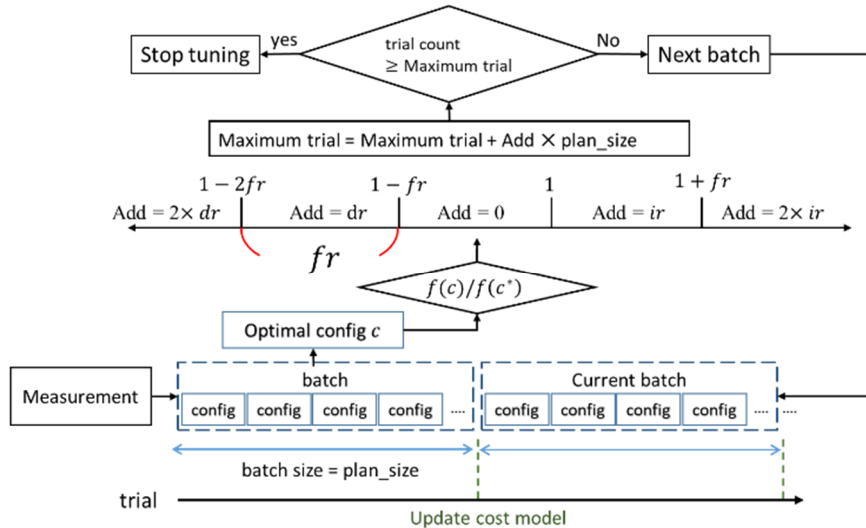 Stop tuning
yes
trial count
≥ Maximum trial
No
Next batch
Maximum trial = Maximum trial + Add × plan_size
1 − 2fr
1 − fr
1
1 + fr
Add = 2× dr
Add = dr
Add = 0
Add = ir
Add = 2× ir
fr
f(c)/f(c*)
Optimal config c
Measurement
batch
config config config config ....
Current batch
config config config config .... ....
batch size = plan_size
trial
Update cost model